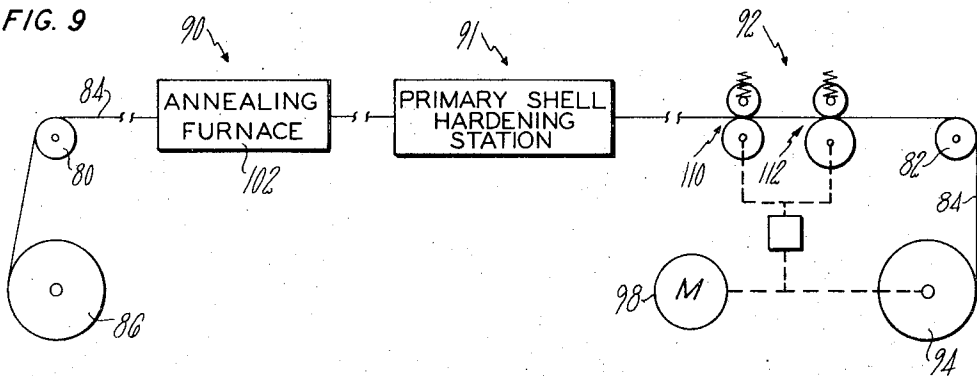 FIG. 9
90
91
92
84
ANNEALING
FURNACE
102
PRIMARY SHELL
HARDENING
STATION
80
110
112
82
84
86
98
M
94